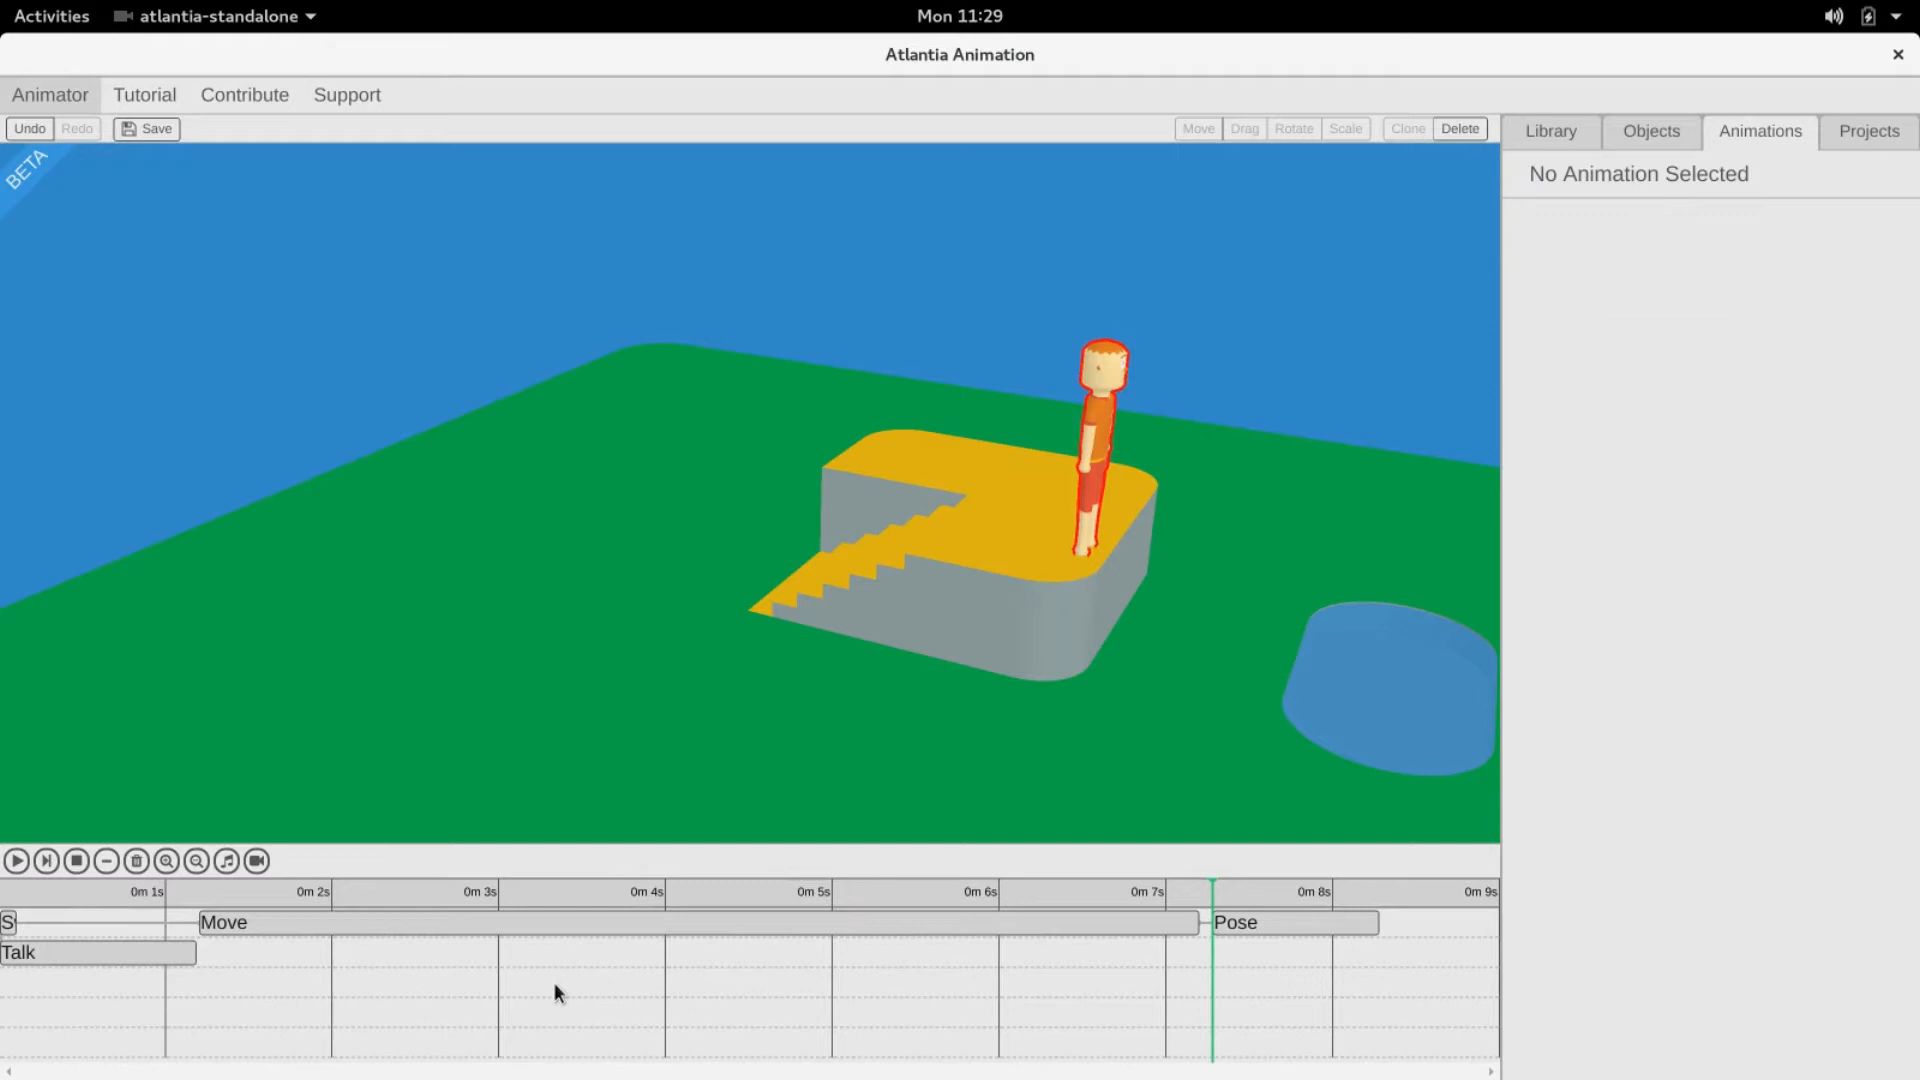 Activities atlantia-standalone Mon 11:29
Atlantia Animation
Animator Tutorial Contribute Support
Undo Redo Save Move Drag Rotate Scale Clone Delete Library Objects Animations Projects
BETA
No Animation Selected
0m 1s 0m 2s 0m 3s 0m 4s 0m 5s 0m 6s 0m 7s 0m 8s 0m 9s
S Move Pose
Talk